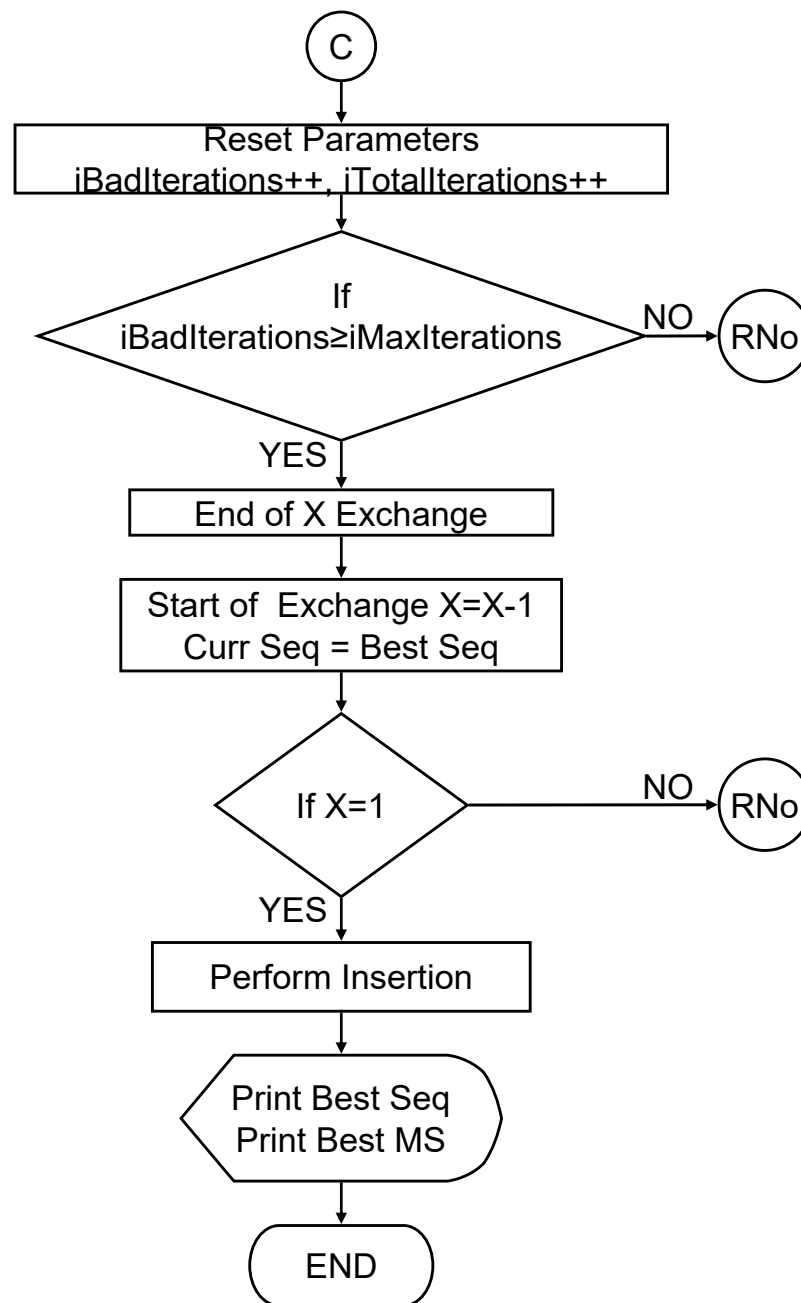 C
Reset Parameters
iBadIterations++, iTotalIterations++
If
iBadIterations≥iMaxIterations
NO
RNo
YES
End of X Exchange
Start of  Exchange X=X-1
Curr Seq = Best Seq
If X=1
NO
RNo
YES
Perform Insertion
Print Best Seq
Print Best MS
END